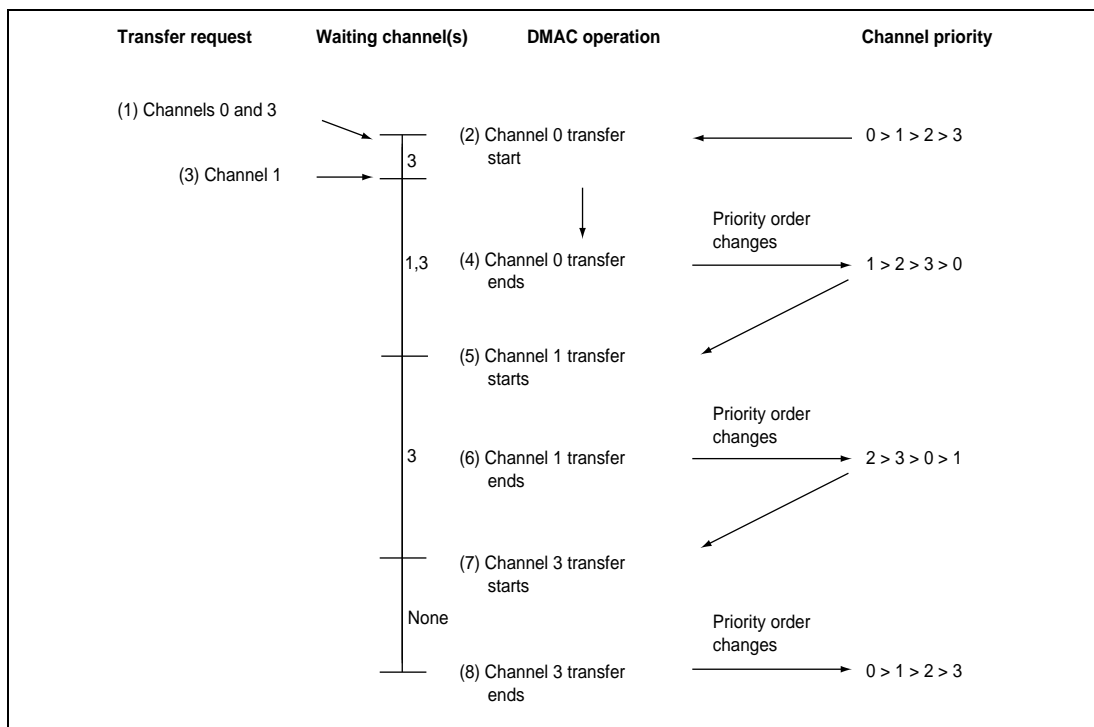 Transfer request Waiting channel(s) DMAC operation Channel priority
(1) Channels 0 and 3
(2) Channel 0 transfer
start
0 > 1 > 2 > 3
3
(3) Channel 1
Priority order
changes
1,3
(4) Channel 0 transfer
ends
1 > 2 > 3 > 0
(5) Channel 1 transfer
starts
Priority order
changes
3
(6) Channel 1 transfer
ends
2 > 3 > 0 > 1
(7) Channel 3 transfer
starts
None
Priority order
changes
(8) Channel 3 transfer
ends
0 > 1 > 2 > 3